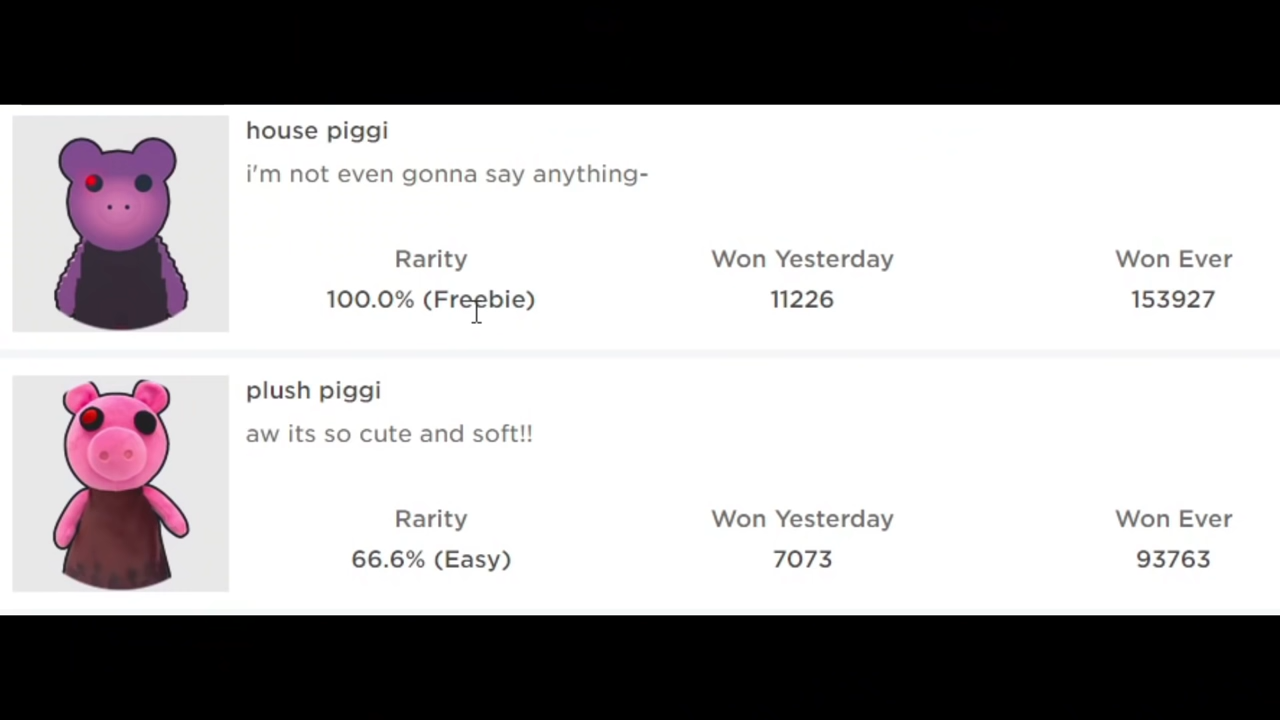 house piggi
i'm not even gonna say anything-
Rarity Won Yesterday Won Ever
100.0% (Freebie) 11226 153927
plush piggi
aw its so cute and soft!!
Rarity Won Yesterday Won Ever
66.6% (Easy) 7073 93763